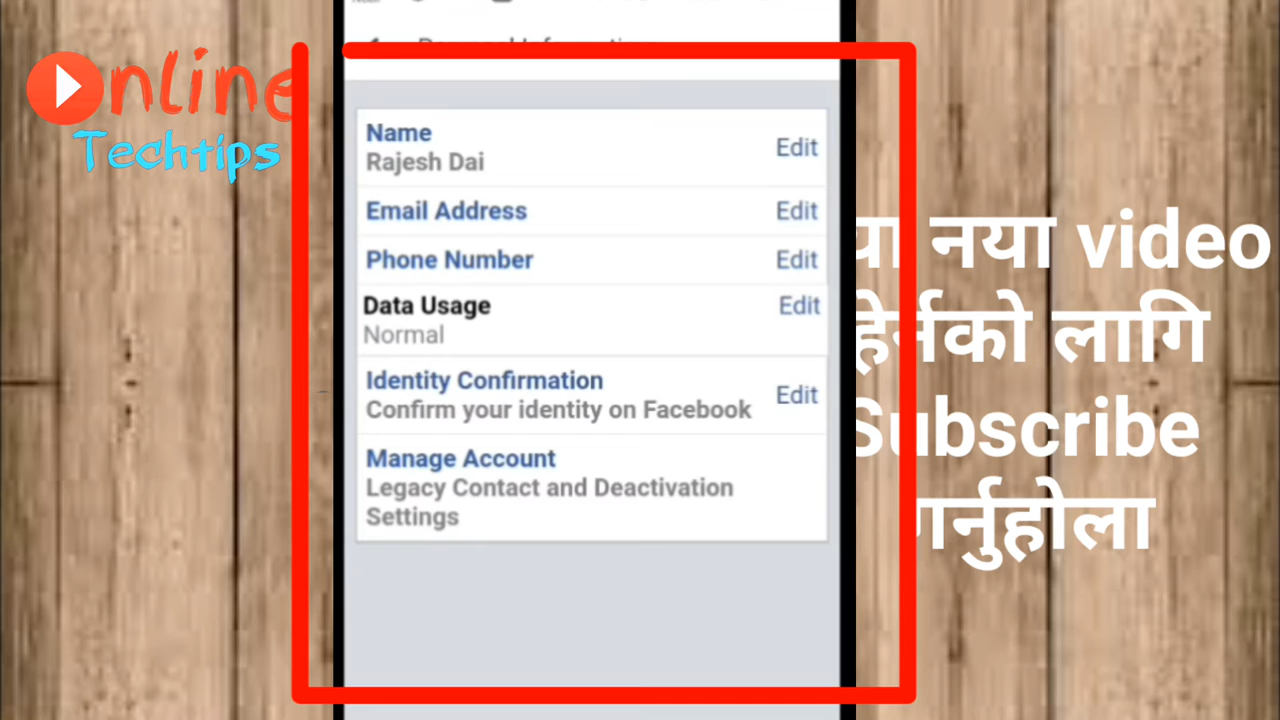 Online
Techtips
Name
Rajesh Dai
Edit
Email Address
Edit
Phone Number
Edit
Data Usage
Normal
Edit
Identity Confirmation
Confirm your identity on Facebook
Edit
Manage Account
Legacy Contact and Deactivation
Settings
नया video
हेर्नको लागि
Subscribe
गर्नुहोला